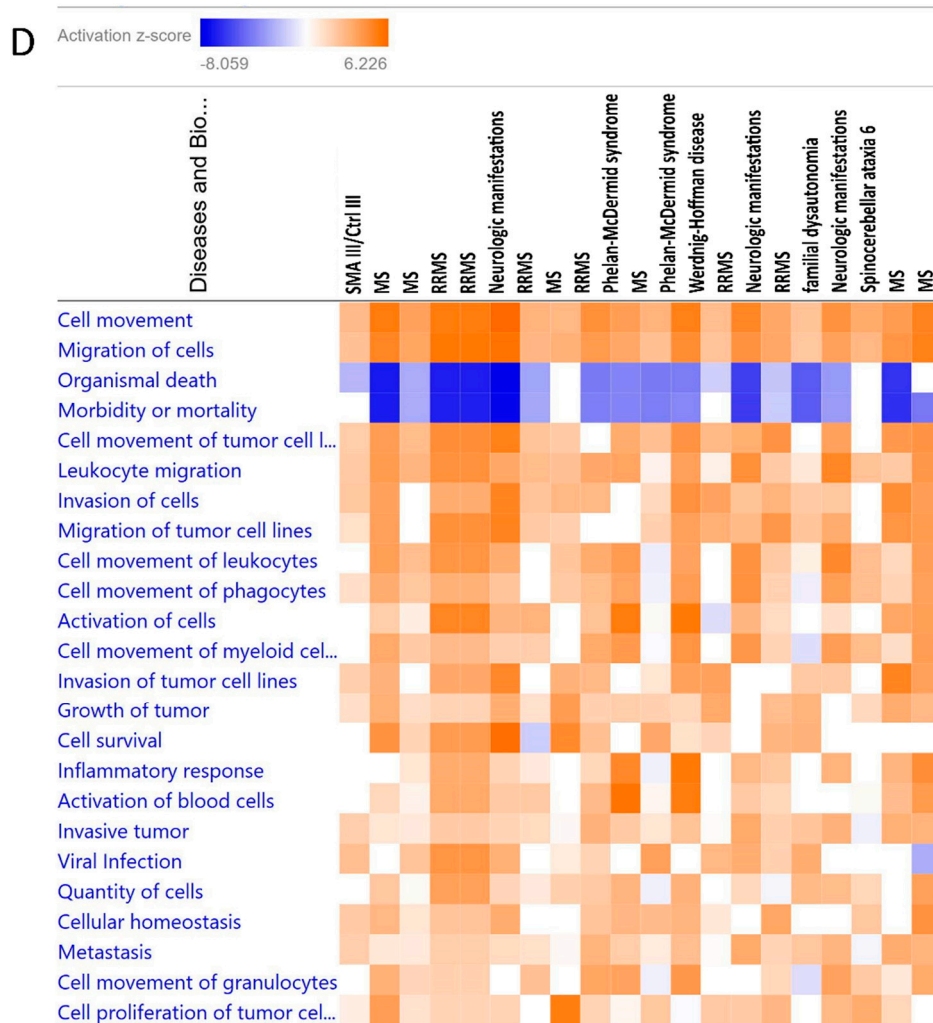 D
Activation z-score
-8.059 6.226
Diseases and Bio...
SMA III/Ctrl III
MS
MS
RRMS
RRMS
Neurologic manifestations
RRMS
MS
RRMS
Phelan-McDermid syndrome
MS
Phelan-McDermid syndrome
Werdnig-Hoffman disease
RRMS
Neurologic manifestations
RRMS
familial dysautonomia
Neurologic manifestations
Spinocerebellar ataxia 6
MS
MS
Cell movement
Migration of cells
Organismal death
Morbidity or mortality
Cell movement of tumor cell l...
Leukocyte migration
Invasion of cells
Migration of tumor cell lines
Cell movement of leukocytes
Cell movement of phagocytes
Activation of cells
Cell movement of myeloid cel...
Invasion of tumor cell lines
Growth of tumor
Cell survival
Inflammatory response
Activation of blood cells
Invasive tumor
Viral Infection
Quantity of cells
Cellular homeostasis
Metastasis
Cell movement of granulocytes
Cell proliferation of tumor cel...